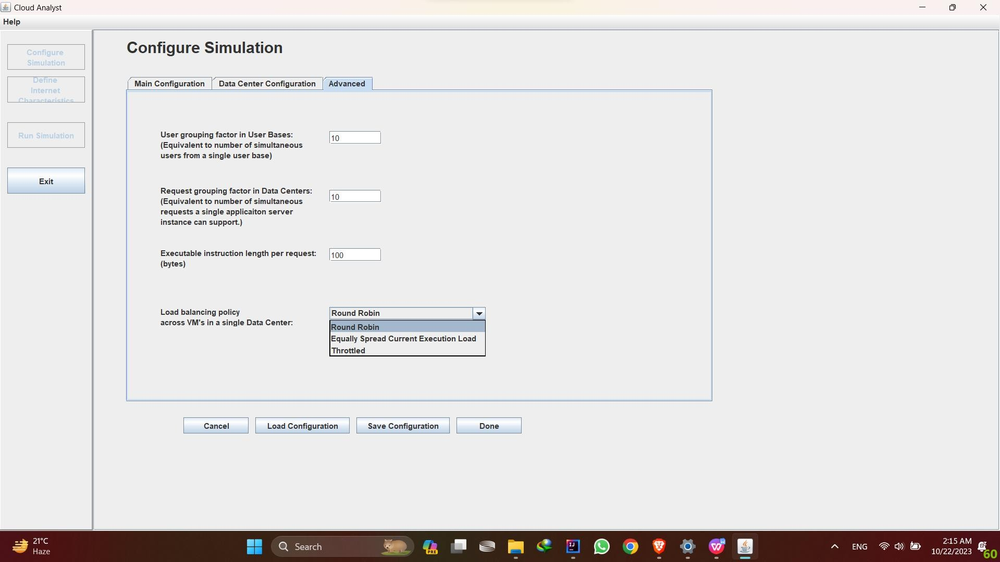 Cloud Analyst
Help
Configure
Simulation
Define
Internet
Characteristics
Run Simulation
Exit
Configure Simulation
Main Configuration
Data Center Configuration
Advanced
User grouping factor in User Bases:
(Equivalent to number of simultaneous
users from a single user base)
10
Request grouping factor in Data Centers:
(Equivalent to number of simultaneous
requests a single applicaiton server
instance can support.)
10
Executable instruction length per request:
(bytes)
100
Load balancing policy
across VM's in a single Data Center:
Round Robin
Round Robin
Equally Spread Current Execution Load
Throttled
Cancel
Load Configuration
Save Configuration
Done
21°C
Haze
Search
PRE
IJ
W
ENG
2:15 AM
10/22/2023
60